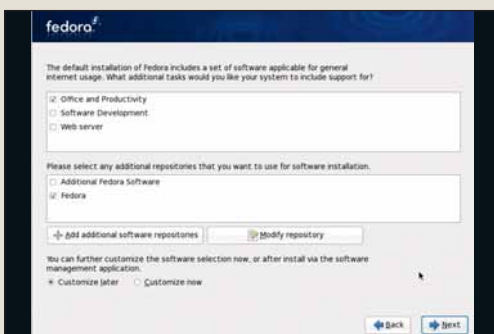 fedora
The default installation of Fedora includes a set of software applicable for general
internet usage. What additional tasks would you like your system to include support for?
Office and Productivity
Software Development
Web server
Please select any additional repositories that you want to use for software installation.
Additional Fedora Software
Fedora
Add additional software repositories
Modify repository
You can further customize the software selection now, or after install via the software
management application.
Customize later
Customize now
Back
Next